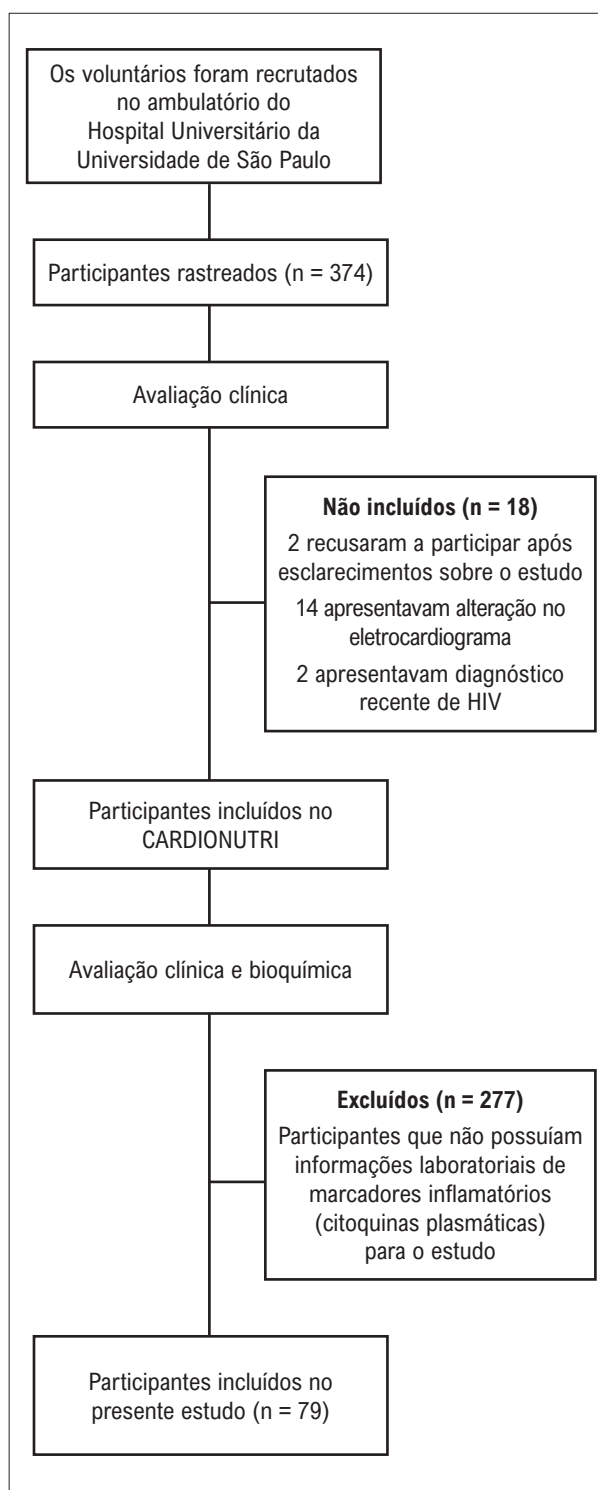 Os voluntários foram recrutados
no ambulatório do
Hospital Universitário da
Universidade de São Paulo
Participantes rastreados (n = 374)
Avaliação clínica
Não incluídos (n = 18)
2 recusaram a participar após
esclarecimentos sobre o estudo
14 apresentavam alteração no
eletrocardiograma
2 apresentavam diagnóstico
recente de HIV
Participantes incluídos no
CARDIONUTRI
Avaliação clínica e bioquímica
Excluídos (n = 277)
Participantes que não possuíam
informações laboratoriais de
marcadores inflamatórios
(citoquinas plasmáticas)
para o estudo
Participantes incluídos no
presente estudo (n = 79)